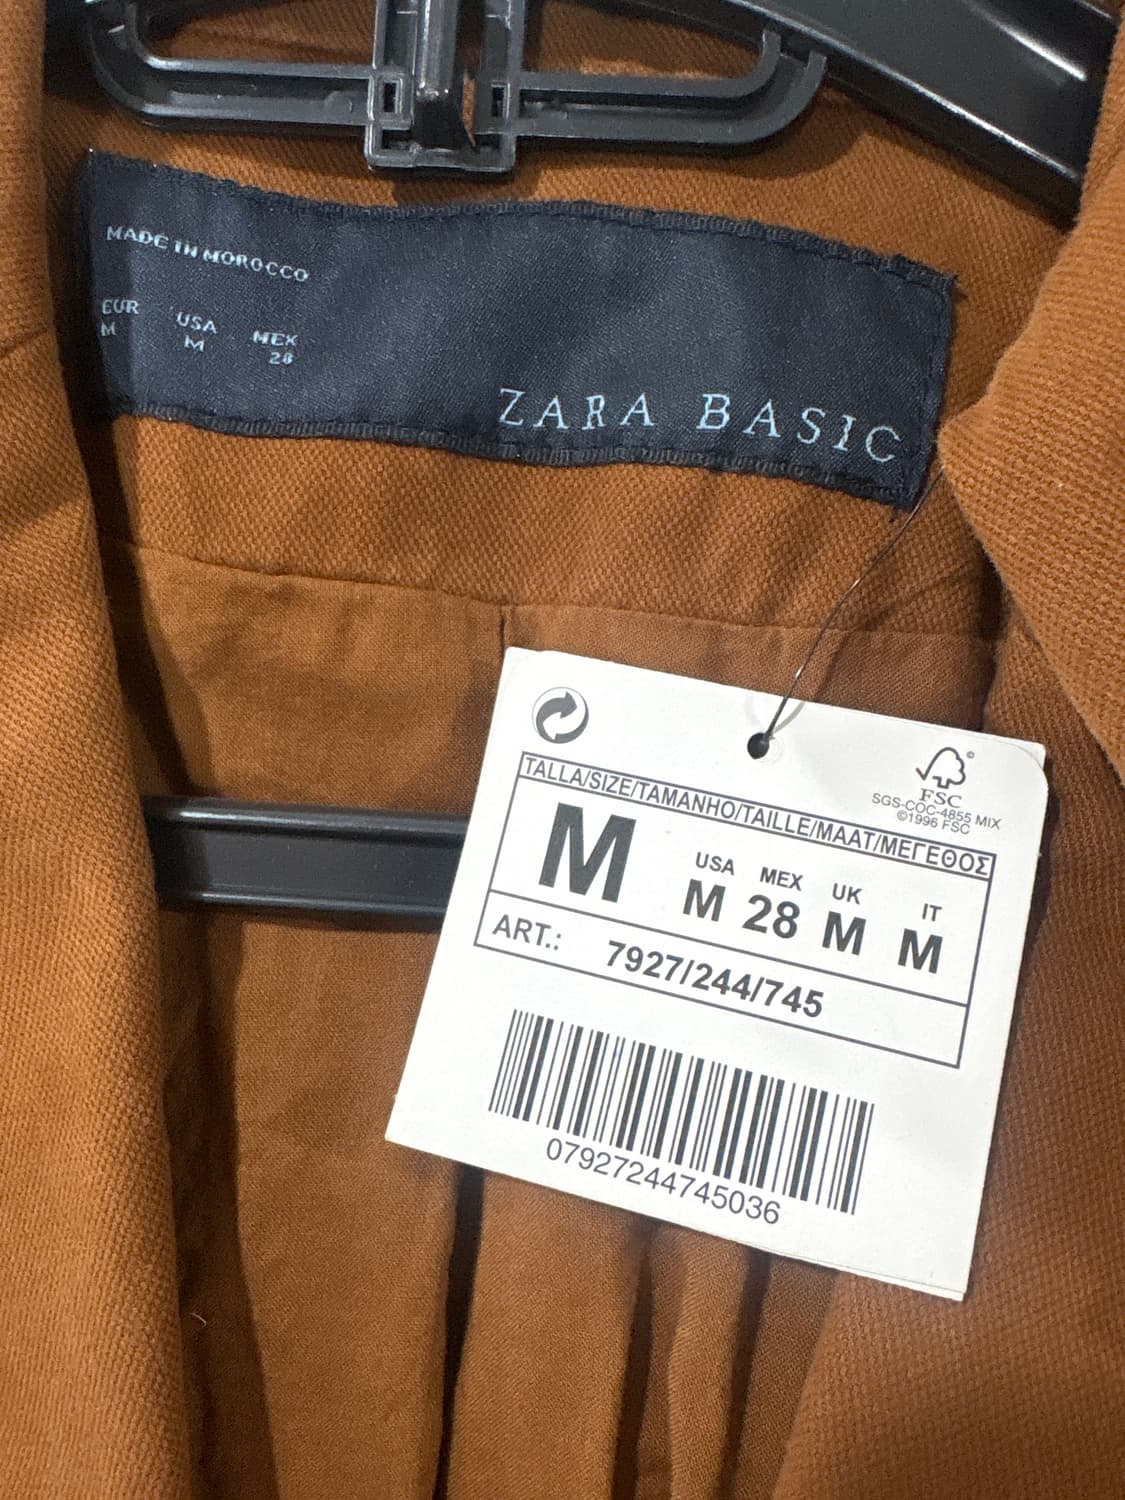 MADE IN MOROCCO
EUR USA MEX
M M 28
ZARA BASIC
FSC
SGS-COC-4855 MIX
©1996 FSC
TALLA/SIZE/TAMANHO/TAILLE/MAAT/ΜΕΓΕΘΟΣ
USA MEX UK IT
M M 28 M M
ART.: 7927/244/745
07927244745036